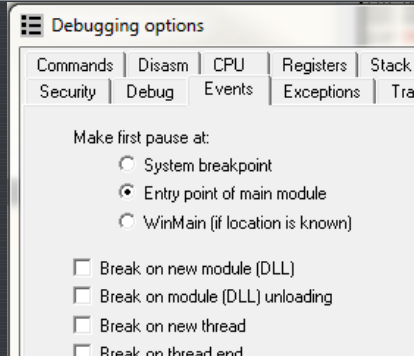 Debugging options
Commands Disasm CPU Registers Stack
Security Debug Events Exceptions Tra
Make first pause at:
System breakpoint
Entry point of main module
WinMain (if location is known)
Break on new module (DLL)
Break on module (DLL) unloading
Break on new thread
Break on thread end